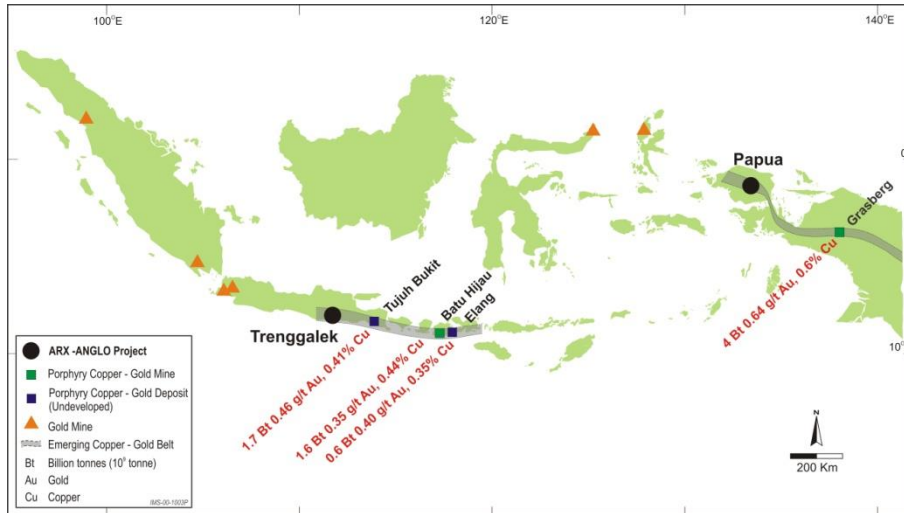 100°E
120°E
140°E
0
10°
Papua
Grasberg
4 Bt 0.64 g/t Au, 0.6% Cu
Tujuh Bukit
Batu Hijau
Elang
Trenggalek
1.7 Bt 0.46 g/t Au, 0.41% Cu
1.6 Bt 0.35 g/t Au, 0.44% Cu
0.6 Bt 0.40 g/t Au, 0.35% Cu
ARX -ANGLO Project
Porphyry Copper - Gold Mine
Porphyry Copper - Gold Deposit
(Undeveloped)
Gold Mine
Emerging Copper - Gold Belt
Bt Billion tonnes (10⁹ tonne)
Au Gold
Cu Copper
IMS-00-1003P
N
200 Km